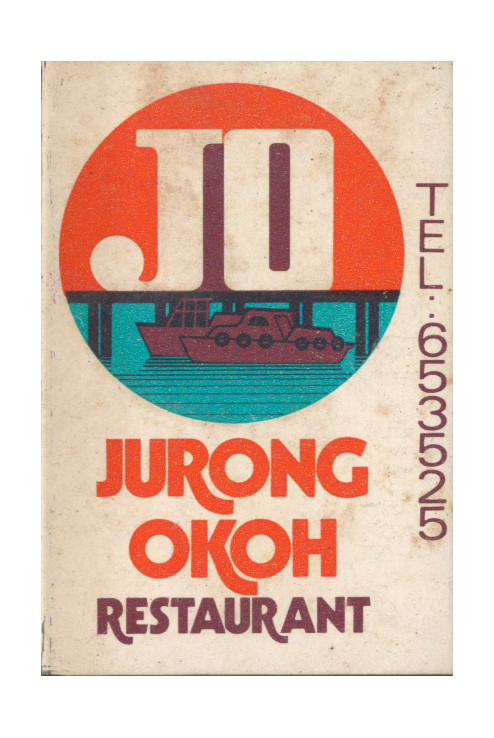 JO
JURONG
OKOH
RESTAURANT
TEL: 653525